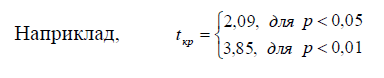 Наприклад, t_кр = { 2,09, для p < 0,05
3,85, для p < 0,01